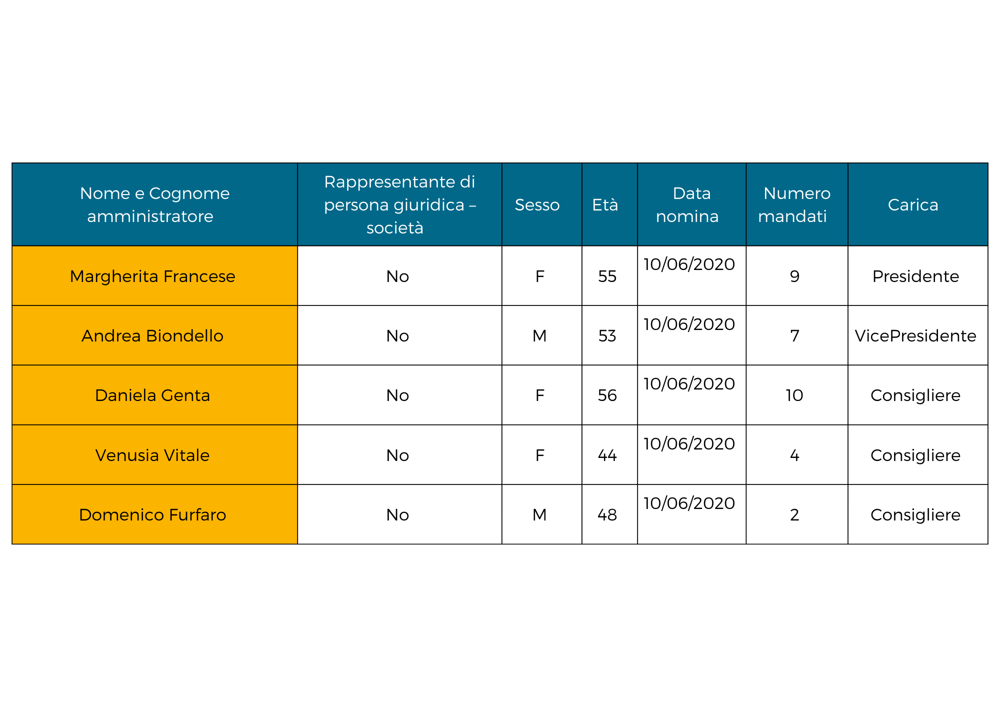 Nome e Cognome
amministratore
Rappresentante di
persona giuridica –
società
Sesso
Età
Data
nomina
Numero
mandati
Carica
Margherita Francese
No
F
55
10/06/2020
9
Presidente
Andrea Biondello
No
M
53
10/06/2020
7
VicePresidente
Daniela Genta
No
F
56
10/06/2020
10
Consigliere
Venusia Vitale
No
F
44
10/06/2020
4
Consigliere
Domenico Furfaro
No
M
48
10/06/2020
2
Consigliere